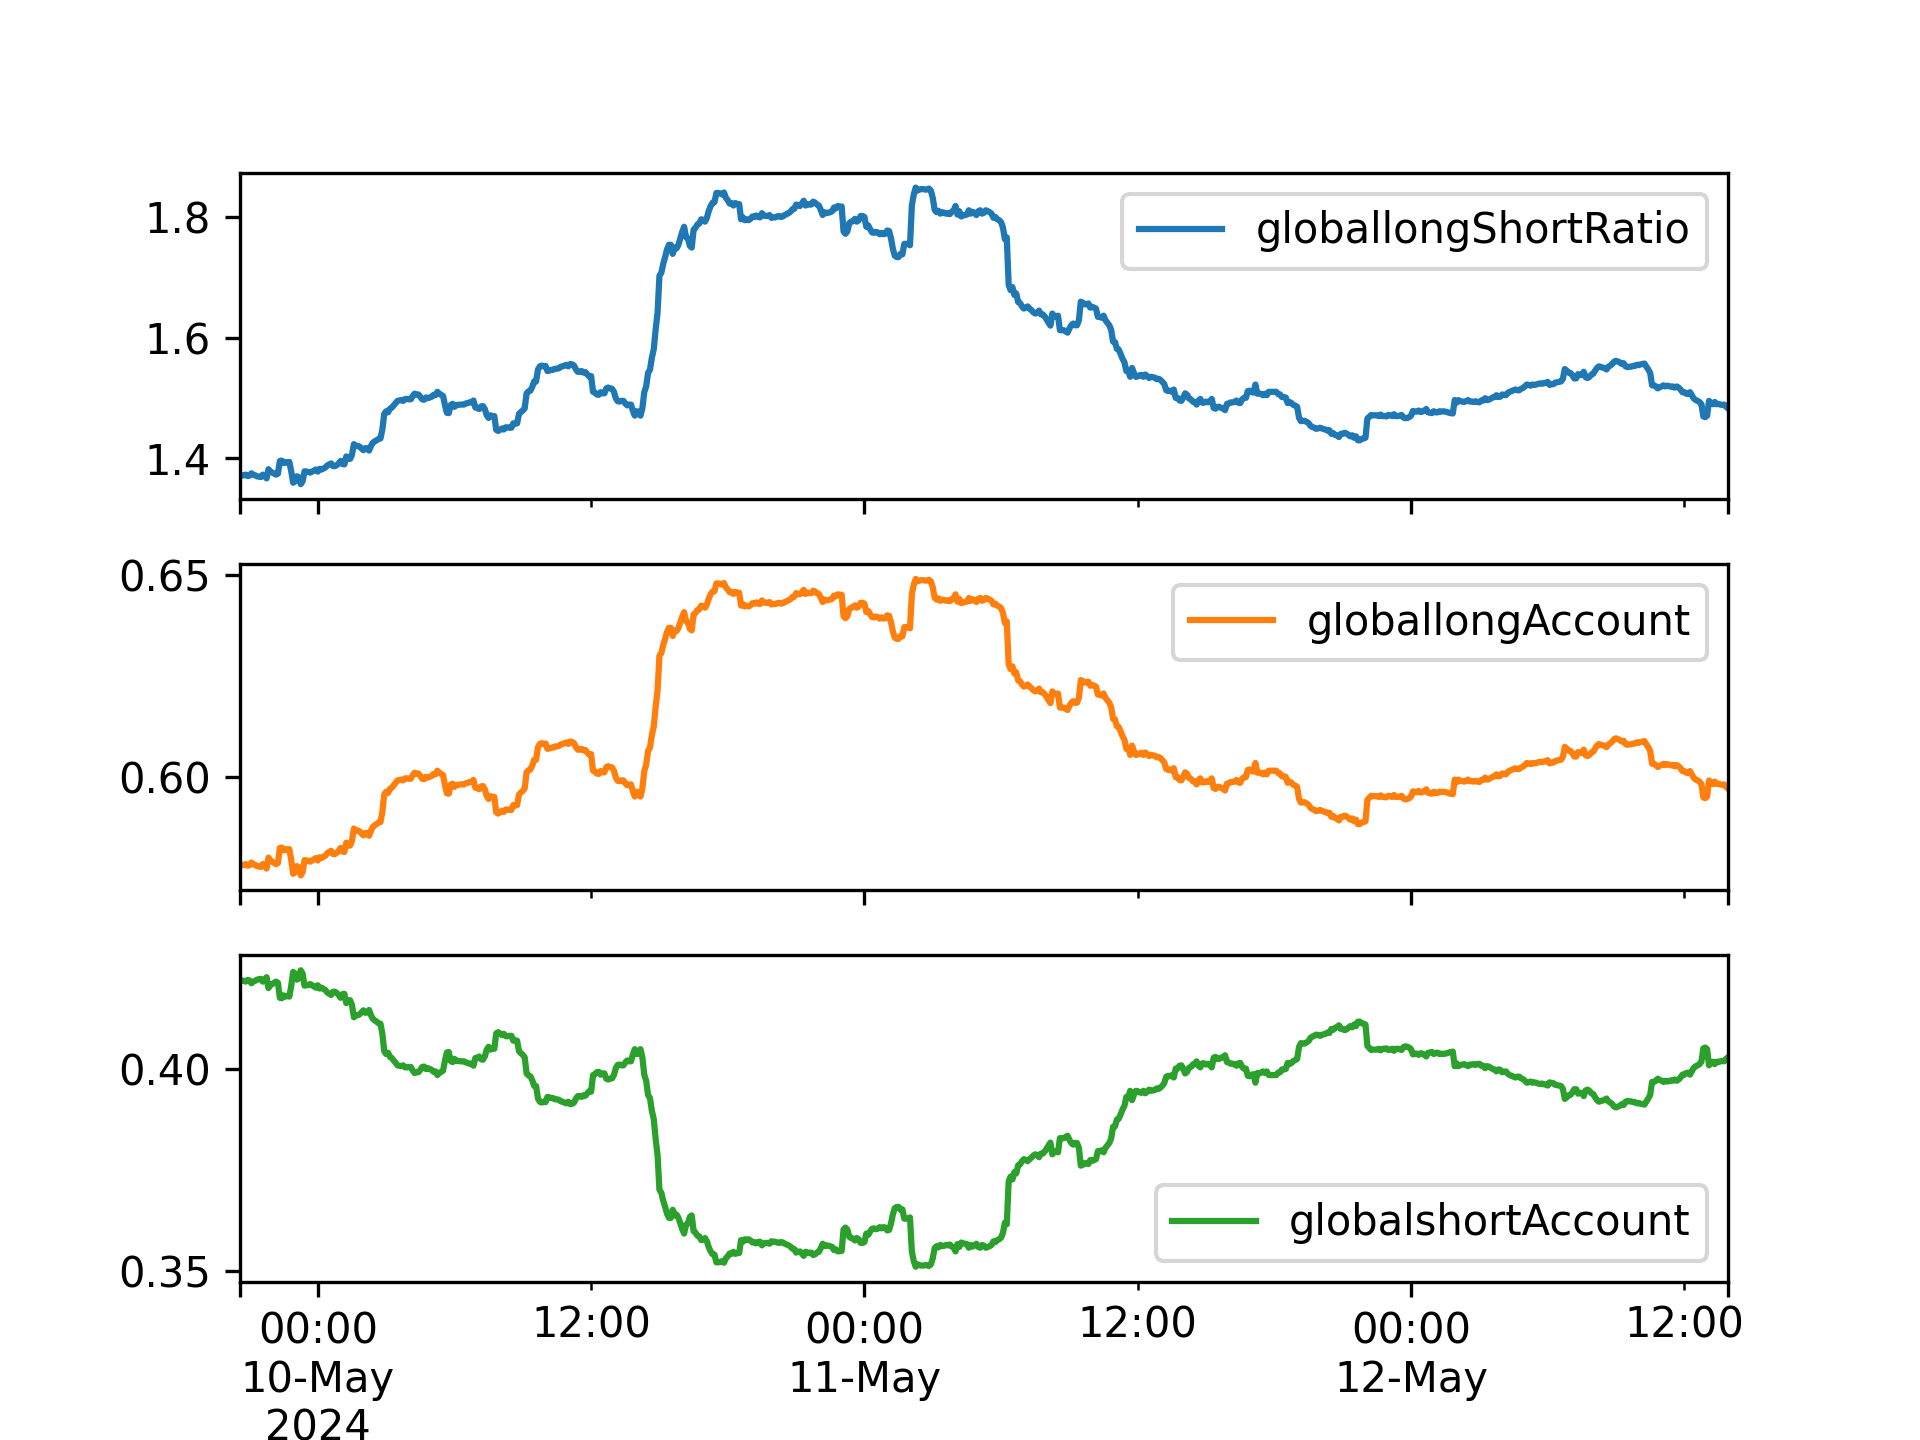 globallongShortRatio
1.8
1.6
1.4
globallongAccount
0.65
0.60
globalshortAccount
0.40
0.35
00:00 12:00 00:00 12:00 00:00 12:00
10-May 11-May 12-May
2024